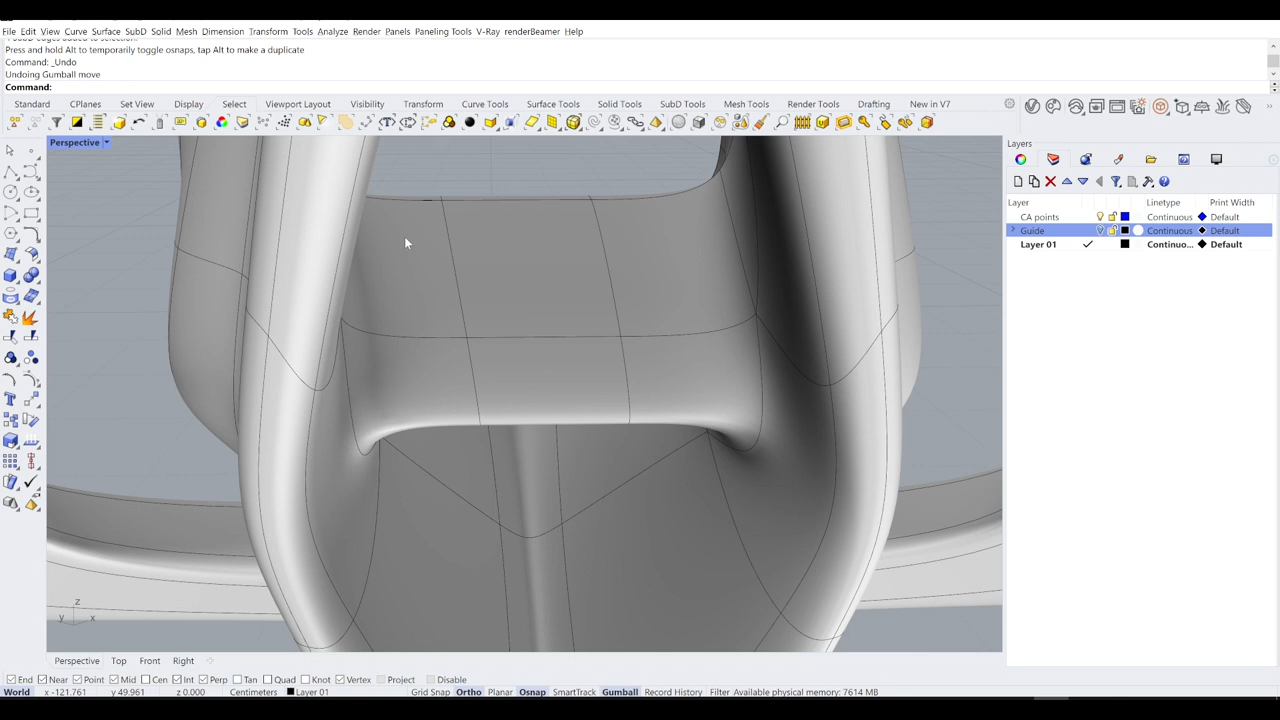 File Edit View Curve Surface SubD Solid Mesh Dimension Transform Tools Analyze Render Panels Paneling Tools V-Ray renderBeamer Help
Press and hold Alt to temporarily toggle osnaps, tap Alt to make a duplicate
Command: _Undo
Undoing Gumball move
Command:
Standard CPlanes Set View Display Select Viewport Layout Visibility Transform Curve Tools Surface Tools Solid Tools SubD Tools Mesh Tools Render Tools Drafting New in V7
Perspective
Layers
Layer Linetype Print Width
CA points Continuous Default
Guide Continuous Default
Layer 01 Continuo... Default
z
y x
Perspective Top Front Right
End Near Point Mid Cen Int Perp Tan Quad Knot Vertex Project Disable
World x -121.761 y 49.961 z 0.000 Centimeters Layer 01 Grid Snap Ortho Planar Osnap SmartTrack Gumball Record History Filter Available physical memory: 7614 MB